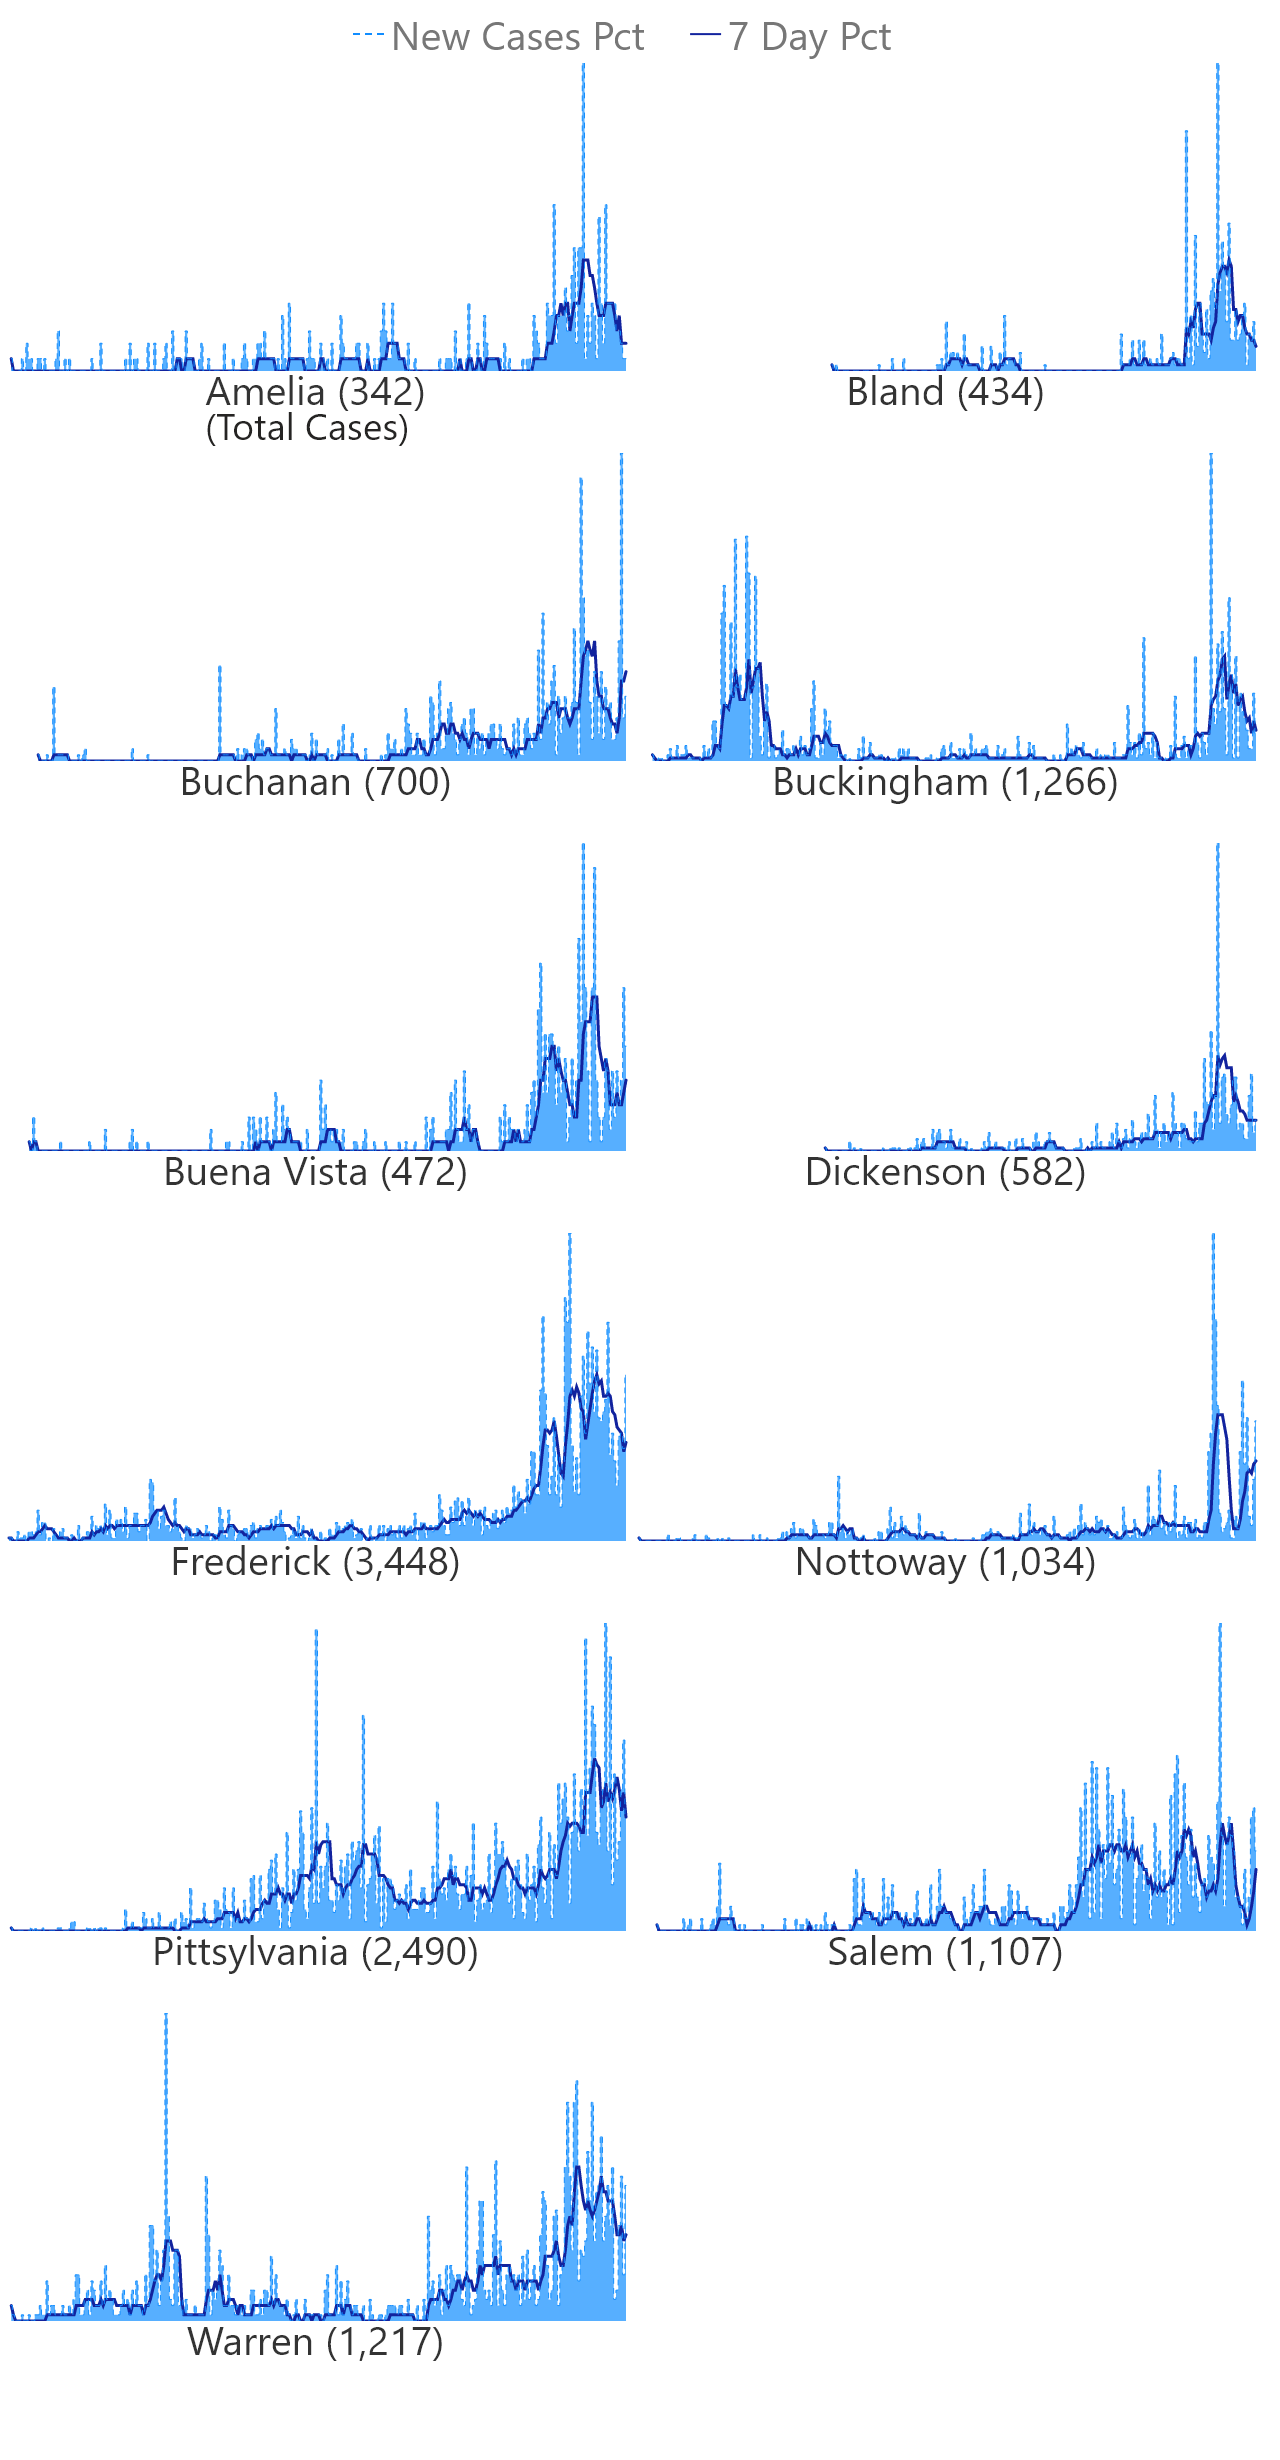 New Cases Pct 7 Day Pct
Amelia (342)
(Total Cases)
Bland (434)
Buchanan (700)
Buckingham (1,266)
Buena Vista (472)
Dickenson (582)
Frederick (3,448)
Nottoway (1,034)
Pittsylvania (2,490)
Salem (1,107)
Warren (1,217)